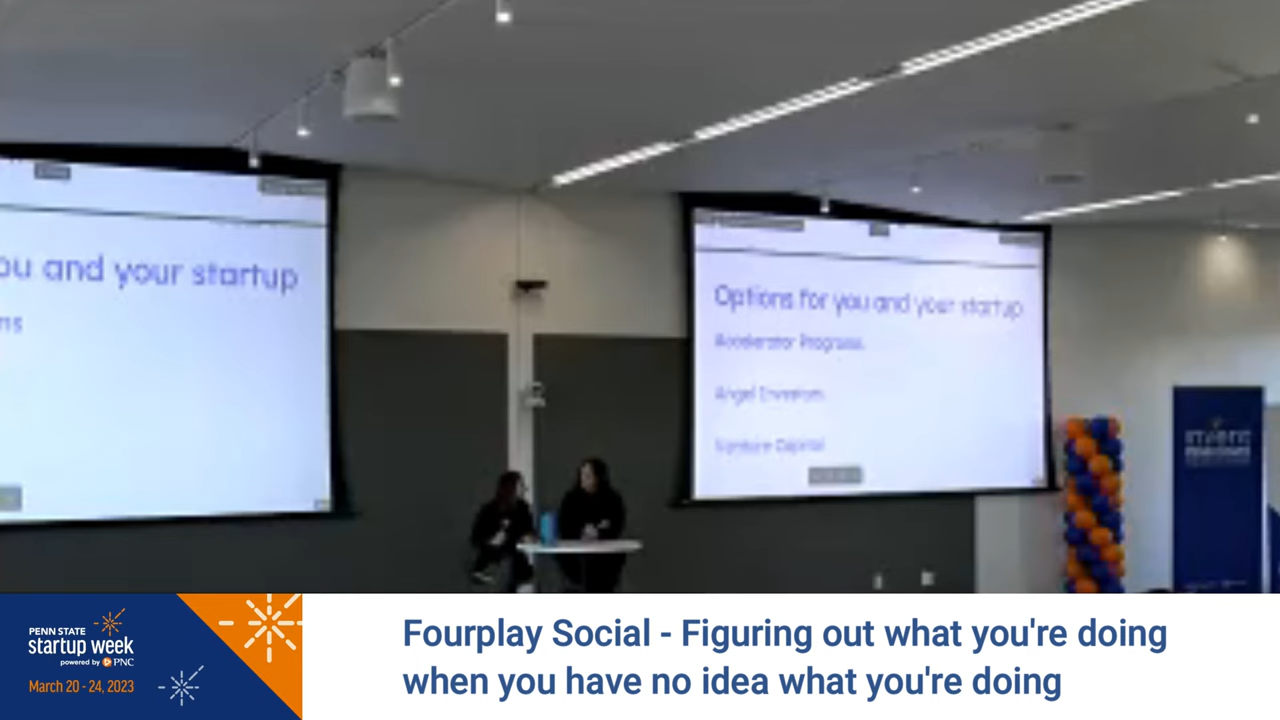 ou and your startup
ns
Options for you and your startup
Accelerator Programs
Angel Investors
Venture Capital
PENN STATE
startup week
powered by PNC
March 20 - 24, 2023
Fourplay Social - Figuring out what you're doing
when you have no idea what you're doing